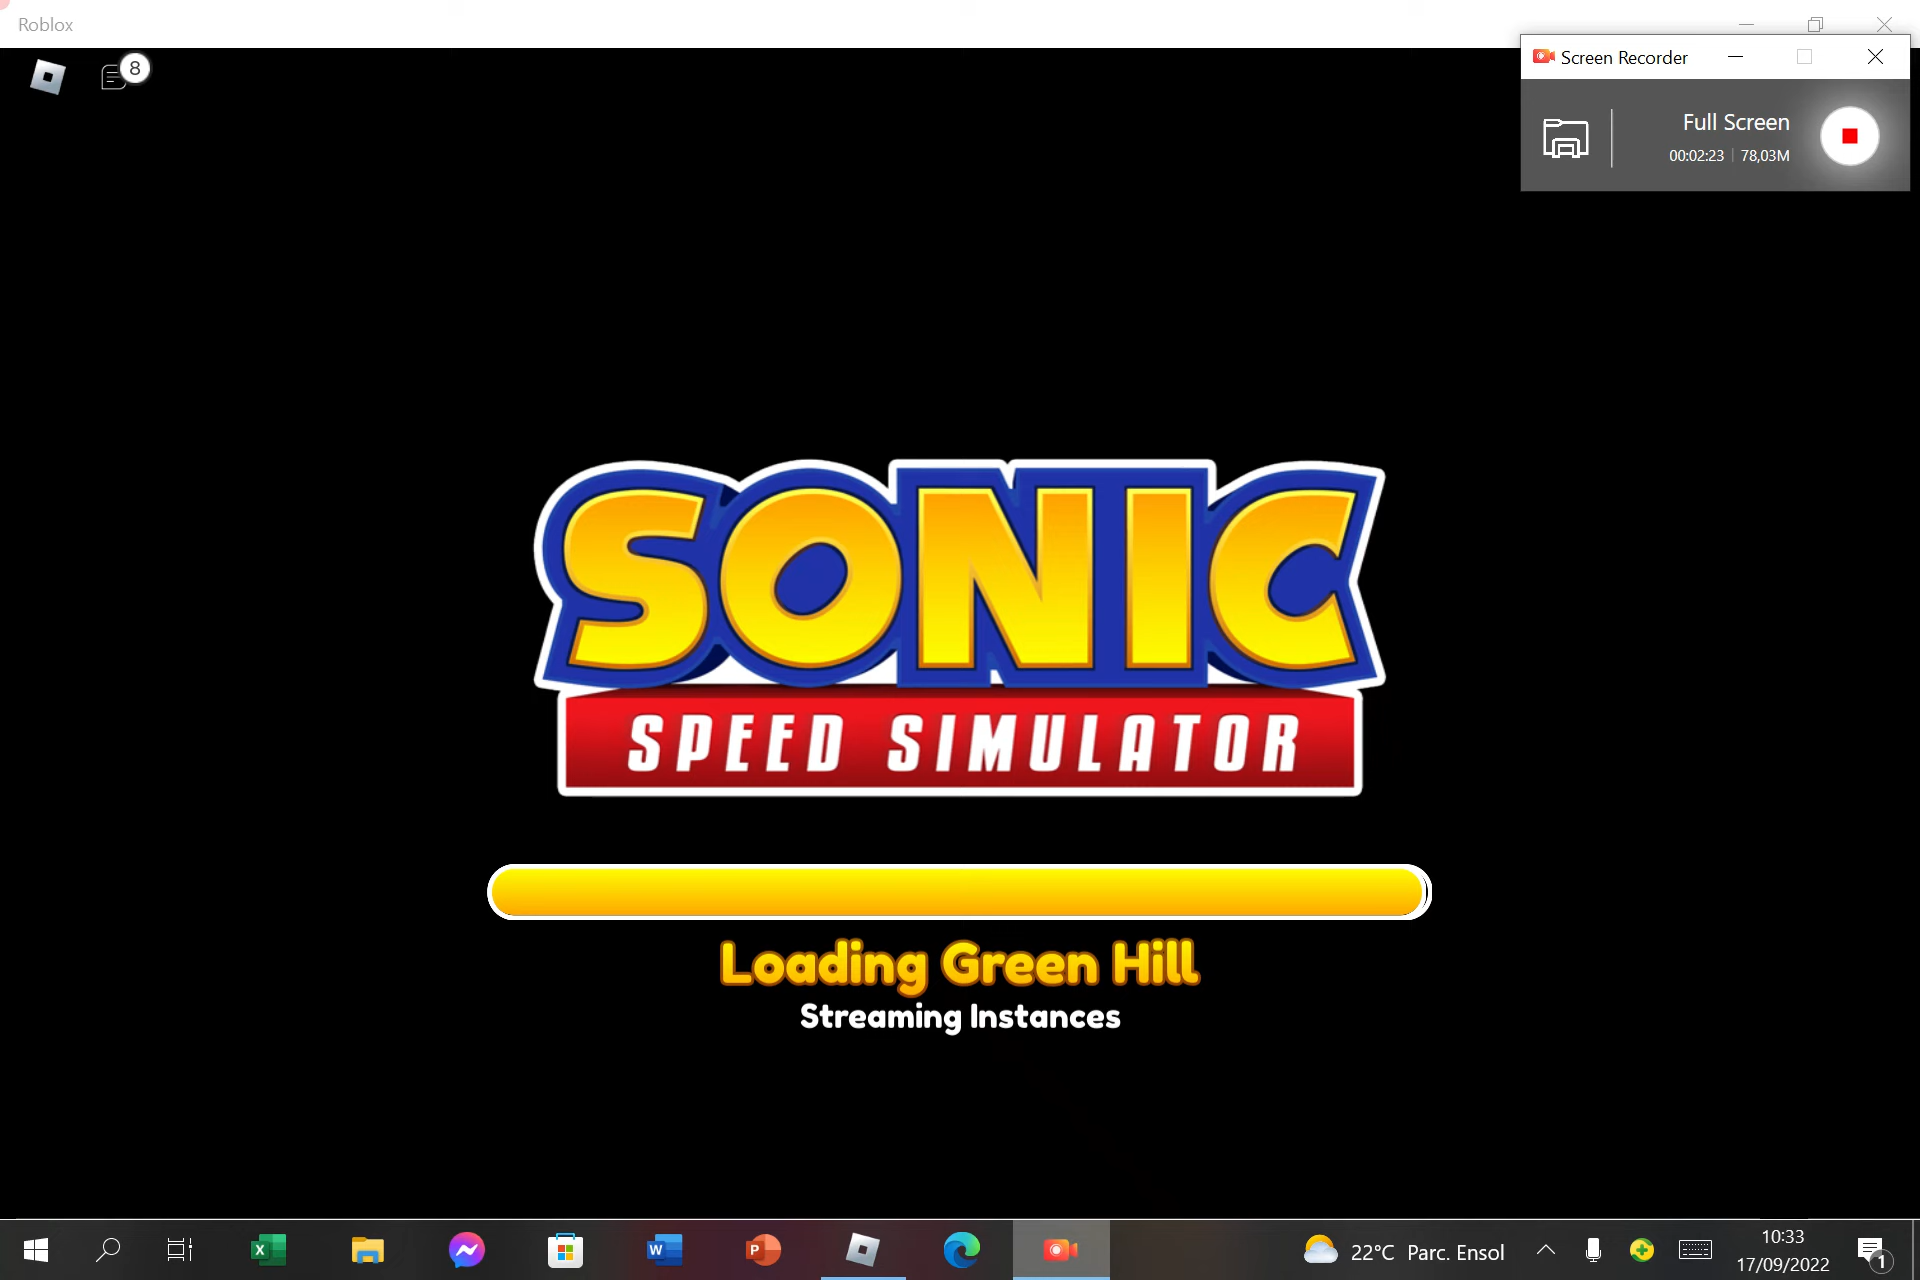 Roblox
8
Screen Recorder
Full Screen
00:02:23 78,03M
SONIC
SPEED SIMULATOR
Loading Green Hill
Streaming Instances
22°C Parc. Ensol
10:33
17/09/2022
1